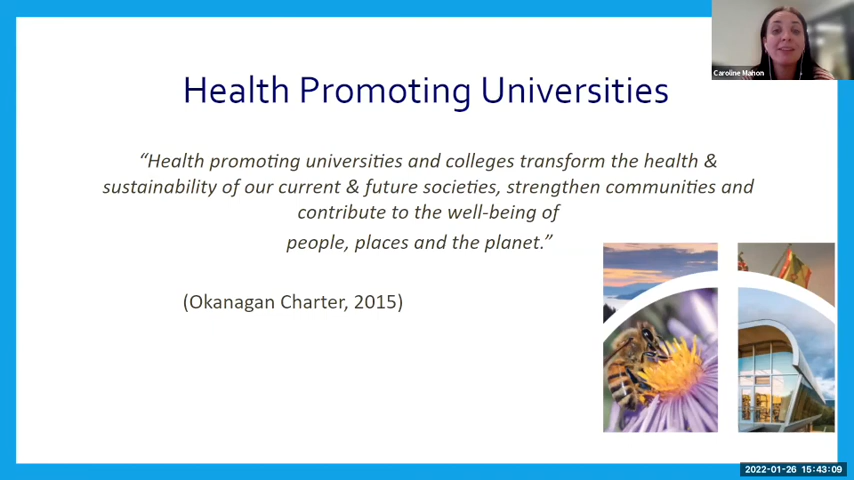 Caroline Mahon
Health Promoting Universities
“Health promoting universities and colleges transform the health &
sustainability of our current & future societies, strengthen communities and
contribute to the well-being of
people, places and the planet.”
(Okanagan Charter, 2015)
2022-01-26 15:43:09